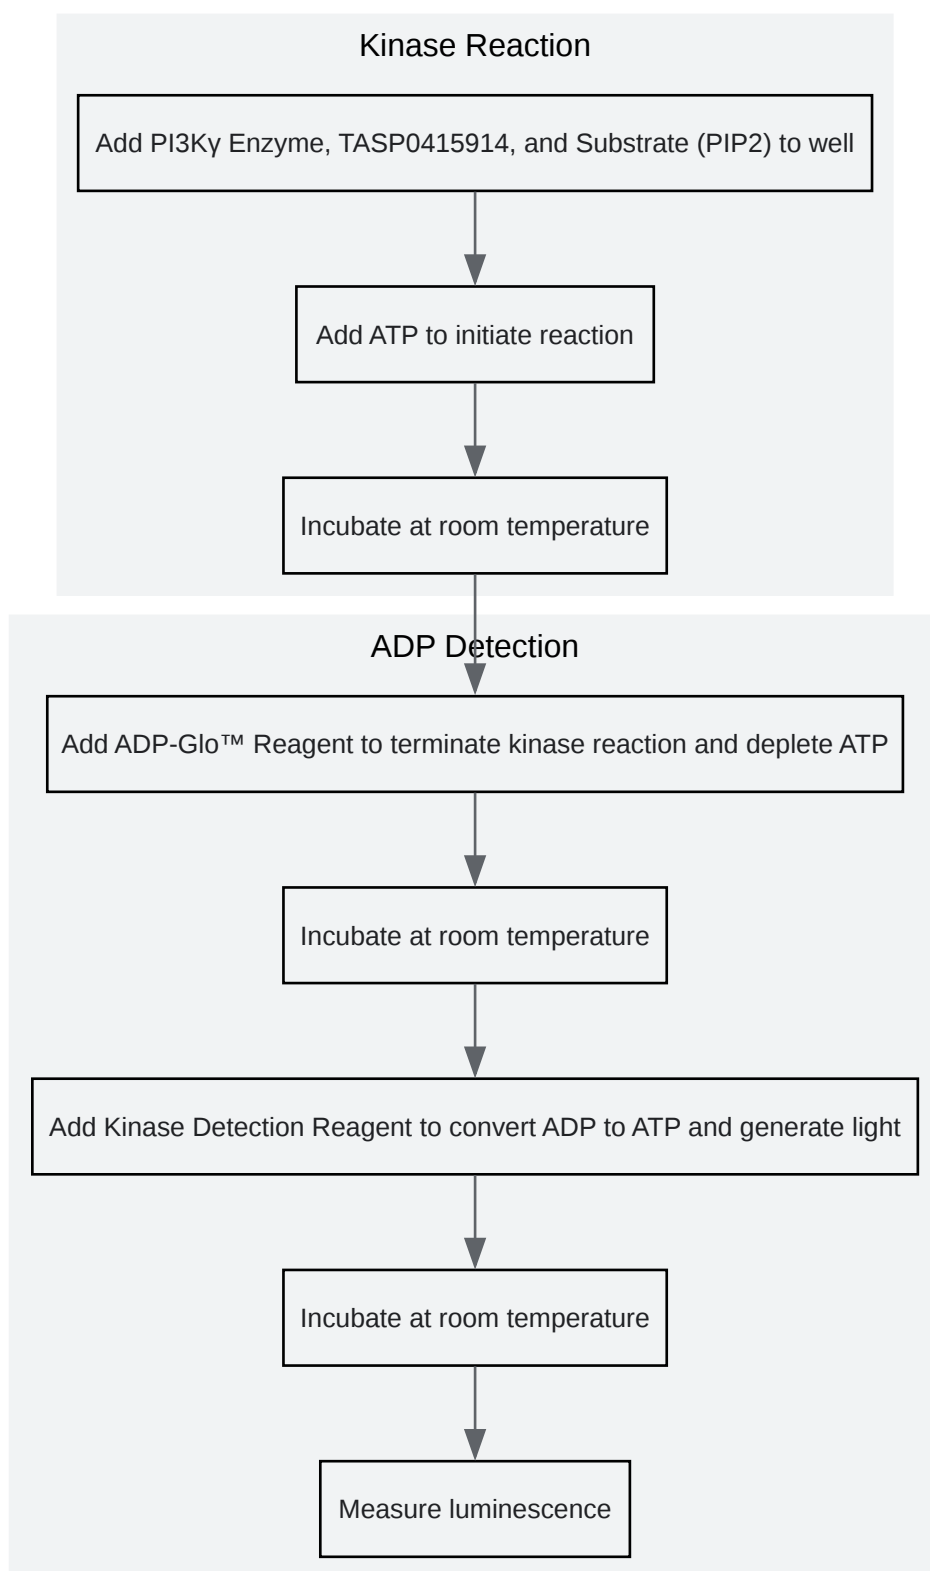 Kinase Reaction
Add PI3Kγ Enzyme, TASP0415914, and Substrate (PIP2) to well
Add ATP to initiate reaction
Incubate at room temperature
ADP Detection
Add ADP-Glo™ Reagent to terminate kinase reaction and deplete ATP
Incubate at room temperature
Add Kinase Detection Reagent to convert ADP to ATP and generate light
Incubate at room temperature
Measure luminescence